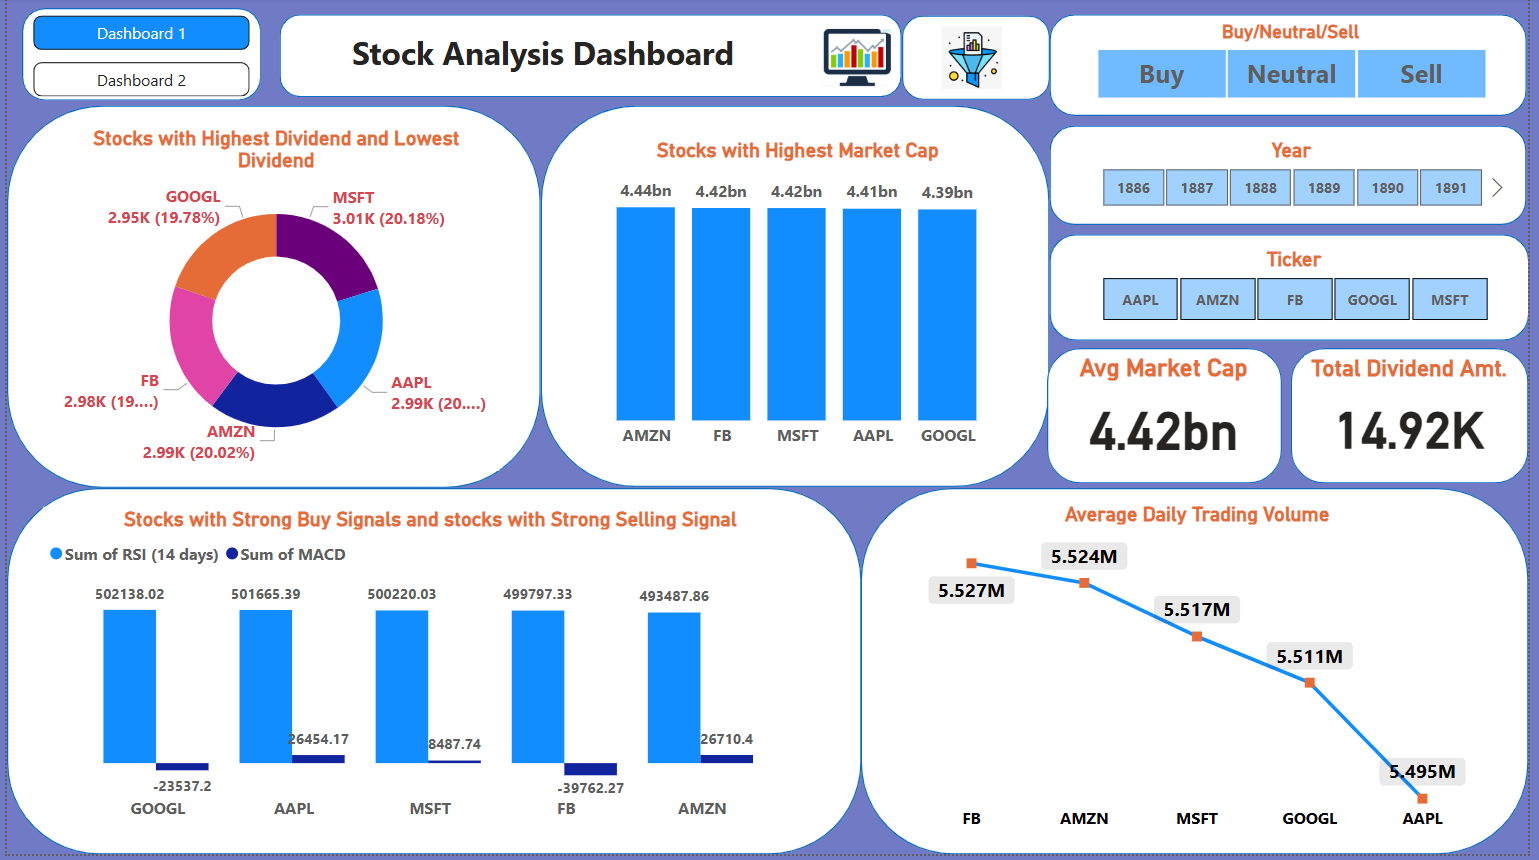 Dashboard 1
Dashboard 2
Stock Analysis Dashboard
Buy/Neutral/Sell
Buy Neutral Sell
Year
1886 1887 1888 1889 1890 1891
Ticker
AAPL AMZN FB GOOGL MSFT
Avg Market Cap
4.42bn
Total Dividend Amt.
14.92K
Stocks with Highest Dividend and Lowest
Dividend
GOOGL
2.95K (19.78%)
MSFT
3.01K (20.18%)
FB
2.98K (19....)
AAPL
2.99K (20....)
AMZN
2.99K (20.02%)
Stocks with Highest Market Cap
4.44bn 4.42bn 4.42bn 4.41bn 4.39bn
AMZN FB MSFT AAPL GOOGL
Stocks with Strong Buy Signals and stocks with Strong Selling Signal
Sum of RSI (14 days) Sum of MACD
502138.02 501665.39 500220.03 499797.33 493487.86
-23537.2 26454.17 8487.74 -39762.27 26710.4
GOOGL AAPL MSFT FB AMZN
Average Daily Trading Volume
5.527M 5.524M 5.517M 5.511M 5.495M
FB AMZN MSFT GOOGL AAPL